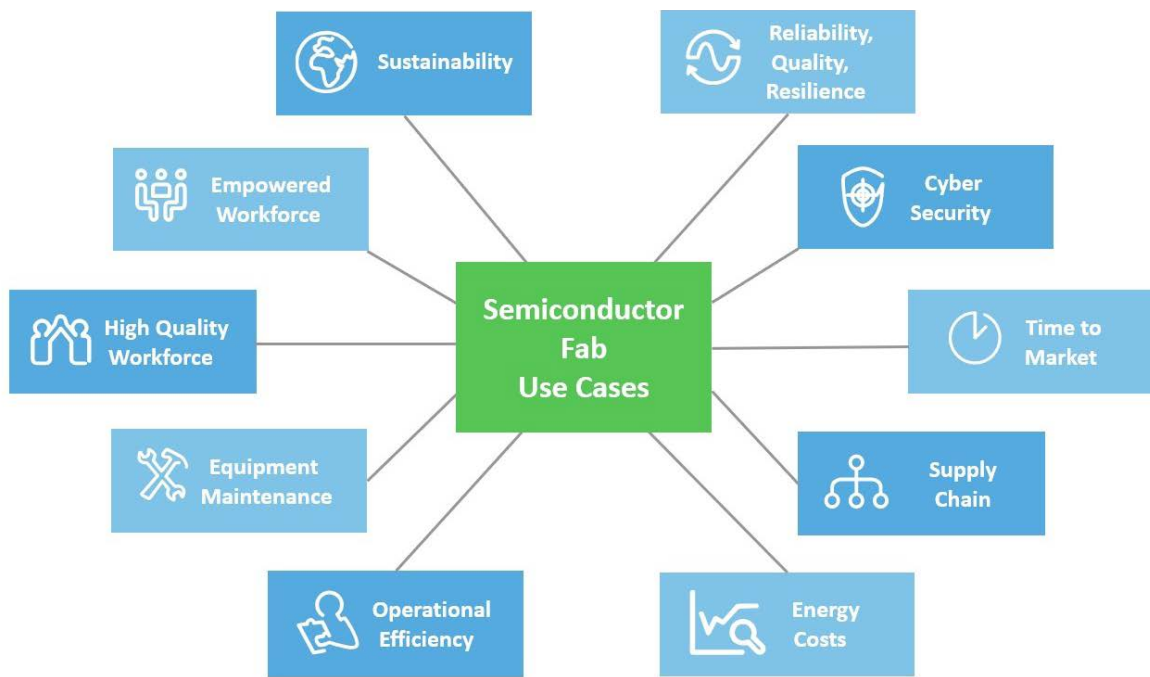 Sustainability
Reliability,
Quality,
Resilience
Empowered
Workforce
Cyber
Security
Semiconductor
Fab
Use Cases
High Quality
Workforce
Time to
Market
Equipment
Maintenance
Supply
Chain
Operational
Efficiency
Energy
Costs